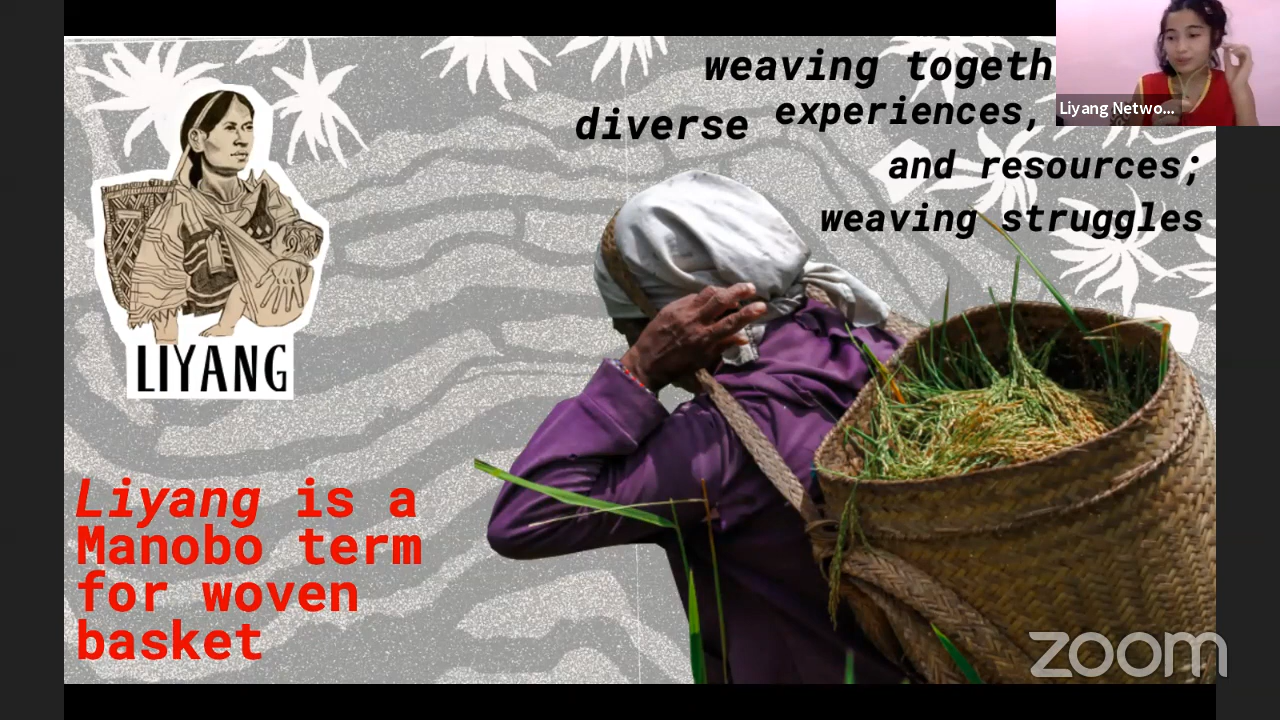 weaving togeth
diverse experiences,
and resources;
weaving struggles
Liyang Netwo...
LIYANG
Liyang is a
Manobo term
for woven
basket
zoom